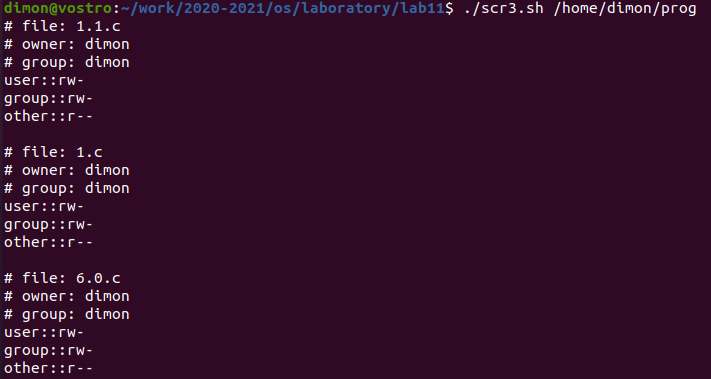 dimon@vostro:~/work/2020-2021/os/laboratory/lab11$ ./scr3.sh /home/dimon/prog
# file: 1.1.c
# owner: dimon
# group: dimon
user::rw-
group::rw-
other::r--

# file: 1.c
# owner: dimon
# group: dimon
user::rw-
group::rw-
other::r--

# file: 6.0.c
# owner: dimon
# group: dimon
user::rw-
group::rw-
other::r--